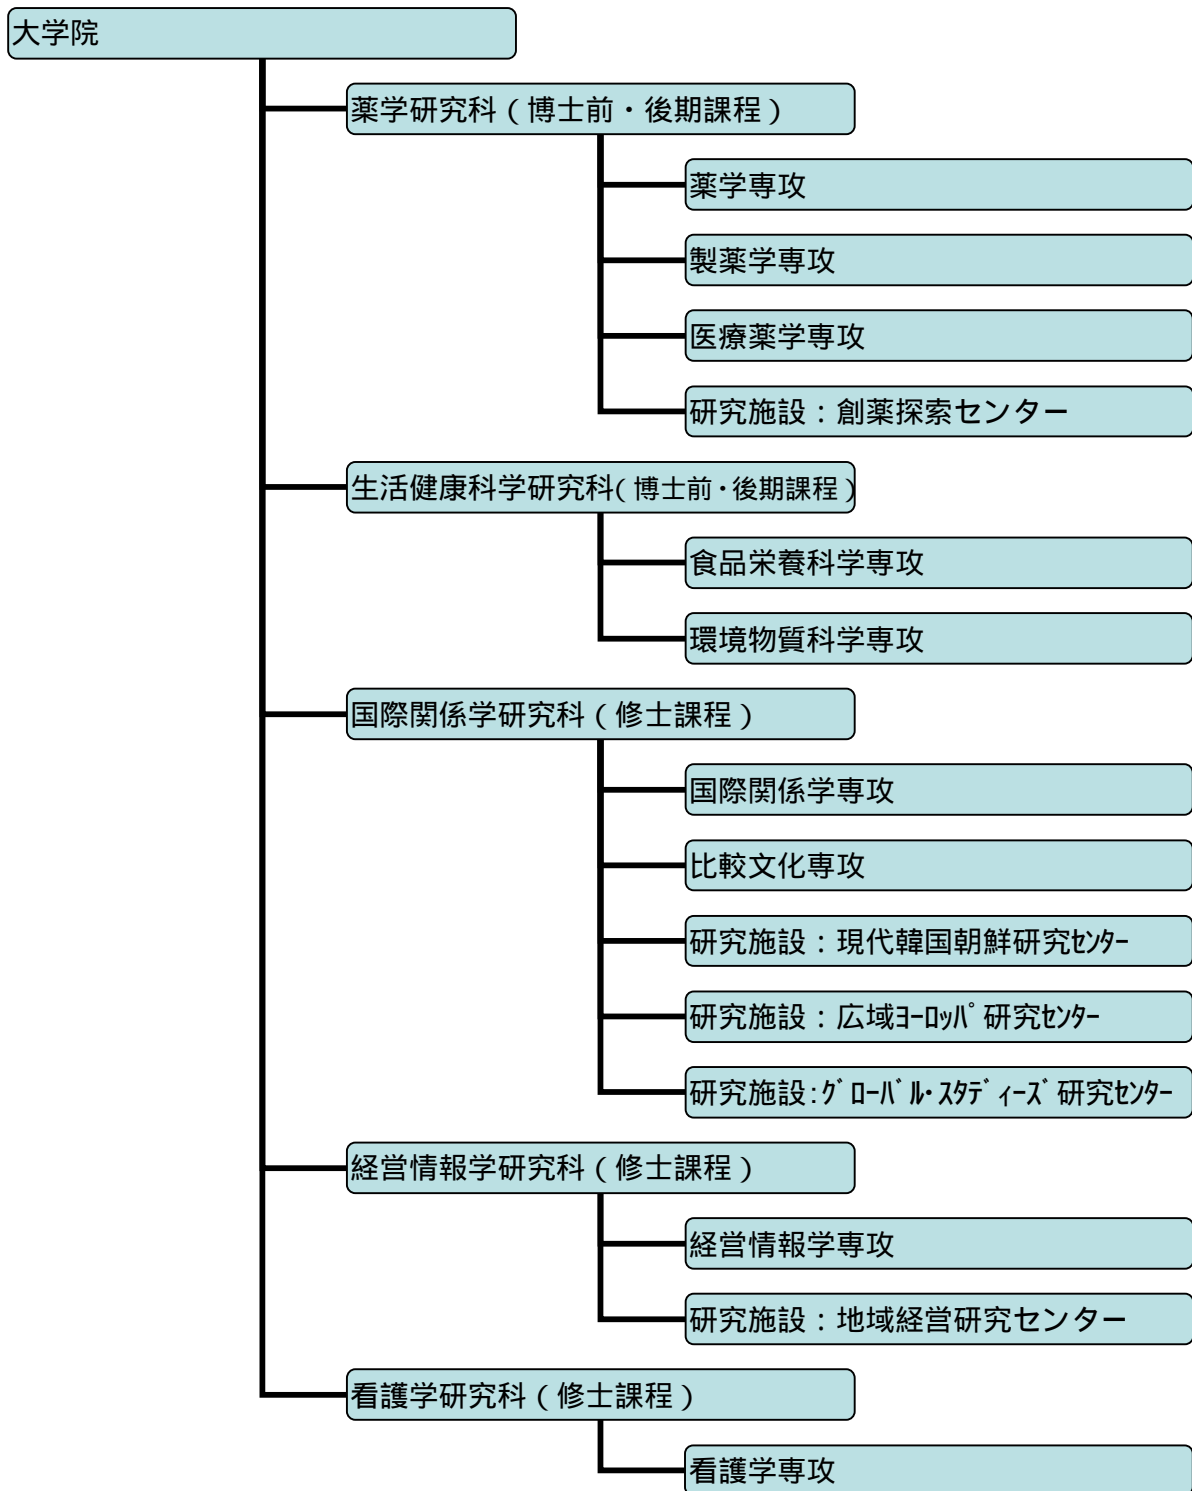 大学院
薬学研究科(博士前・後期課程)
薬学専攻
製薬学専攻
医療薬学専攻
研究施設:創薬探索センター
生活健康科学研究科(博士前・後期課程)
食品栄養科学専攻
環境物質科学専攻
国際関係学研究科(修士課程)
国際関係学専攻
比較文化専攻
研究施設:現代韓国朝鮮研究センター
研究施設:広域ヨーロッパ研究センター
研究施設:グローバル・スタディーズ研究センター
経営情報学研究科(修士課程)
経営情報学専攻
研究施設:地域経営研究センター
看護学研究科(修士課程)
看護学専攻